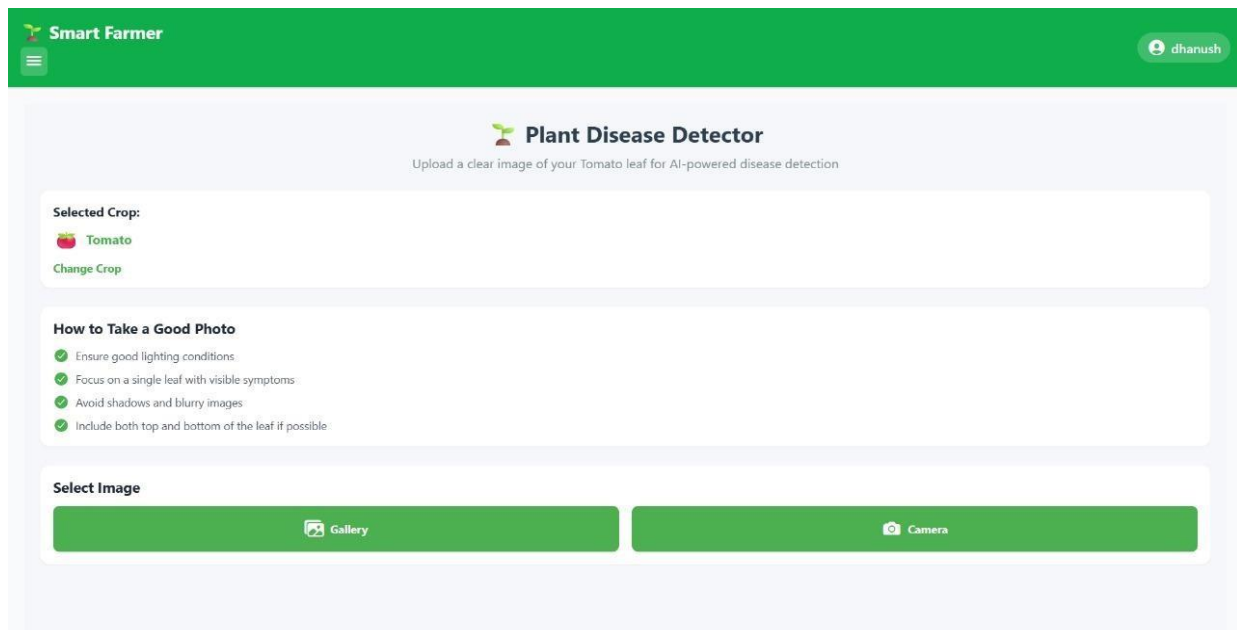 Smart Farmer
dhanush
Plant Disease Detector
Upload a clear image of your Tomato leaf for AI-powered disease detection
Selected Crop:
Tomato
Change Crop
How to Take a Good Photo
Ensure good lighting conditions
Focus on a single leaf with visible symptoms
Avoid shadows and blurry images
Include both top and bottom of the leaf if possible
Select Image
Gallery
Camera